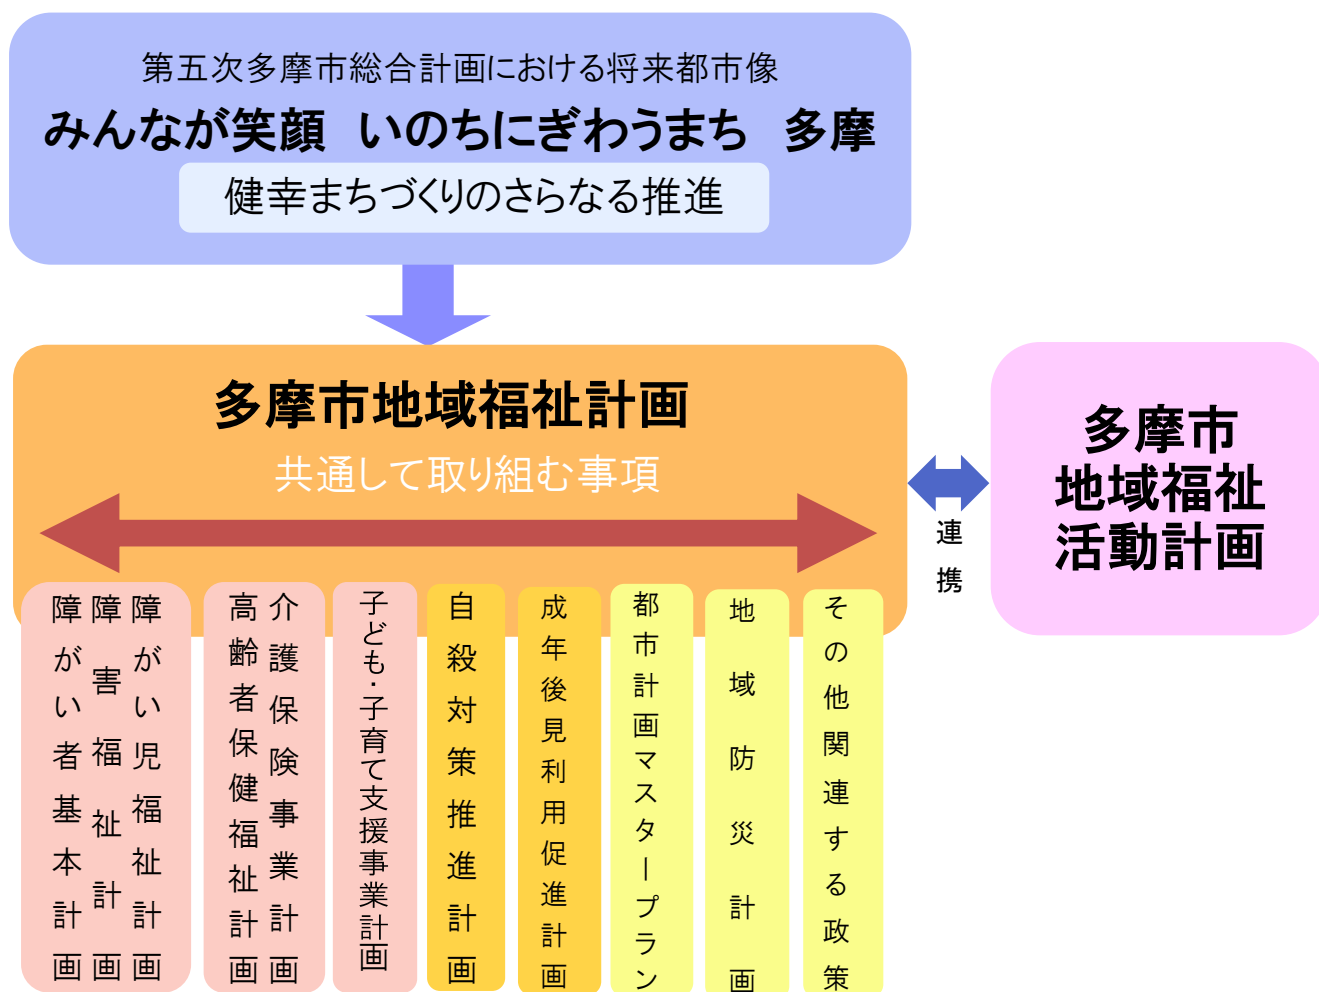 第五次多摩市総合計画における将来都市像
みんなが笑顔　いのちにぎわうまち　多摩
健幸まちづくりのさらなる推進
多摩市地域福祉計画
共通して取り組む事項
連
携
多摩市
地域福祉
活動計画
障がい児福祉計画
障害福祉計画
障がい者基本計画
介護保険事業計画
高齢者保健福祉計画
子ども・子育て支援事業計画
自殺対策推進計画
成年後見利用促進計画
都市計画マスタープラン
地域防災計画
その他関連する政策